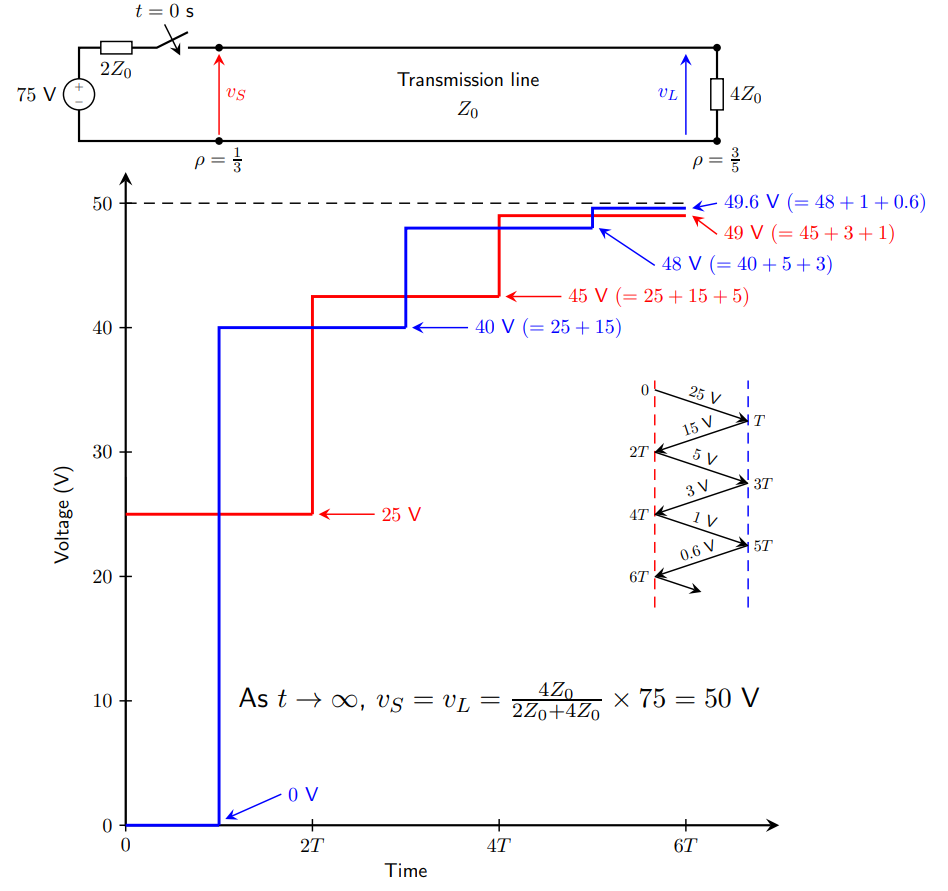 t = 0 s
2Z₀
75 V
+
−
v_S
Transmission line
Z₀
v_L
4Z₀
ρ = 1/3
ρ = 3/5
50
49.6 V (= 48 + 1 + 0.6)
49 V (= 45 + 3 + 1)
48 V (= 40 + 5 + 3)
45 V (= 25 + 15 + 5)
40
40 V (= 25 + 15)
0
25 V
T
15 V
2T
5 V
3T
3 V
4T
1 V
5T
0.6 V
6T
30
Voltage (V)
25 V
20
10
As t → ∞, v_S = v_L = 4Z₀/(2Z₀+4Z₀) × 75 = 50 V
0 V
0
0
2T
4T
6T
Time